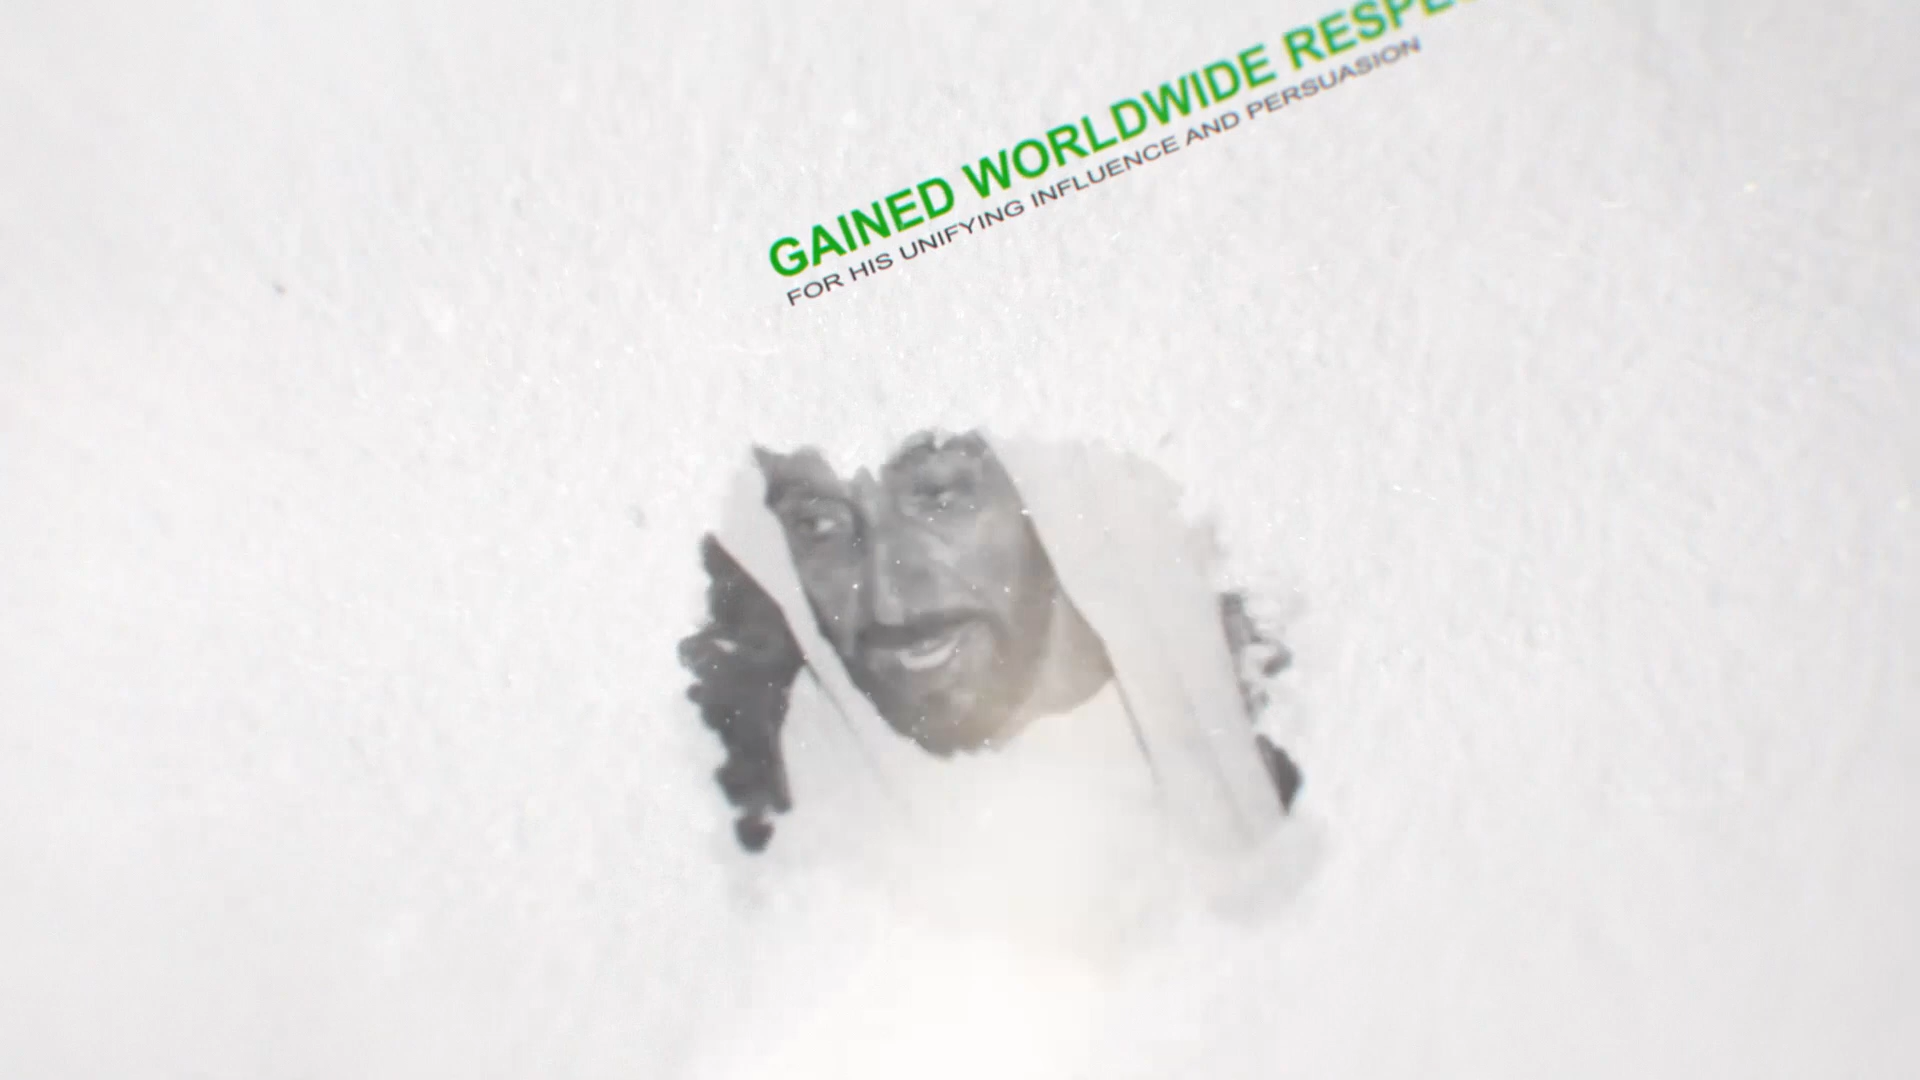 GAINED WORLDWIDE
FOR HIS UNIFYING INFLUENCE AND PERSUASION